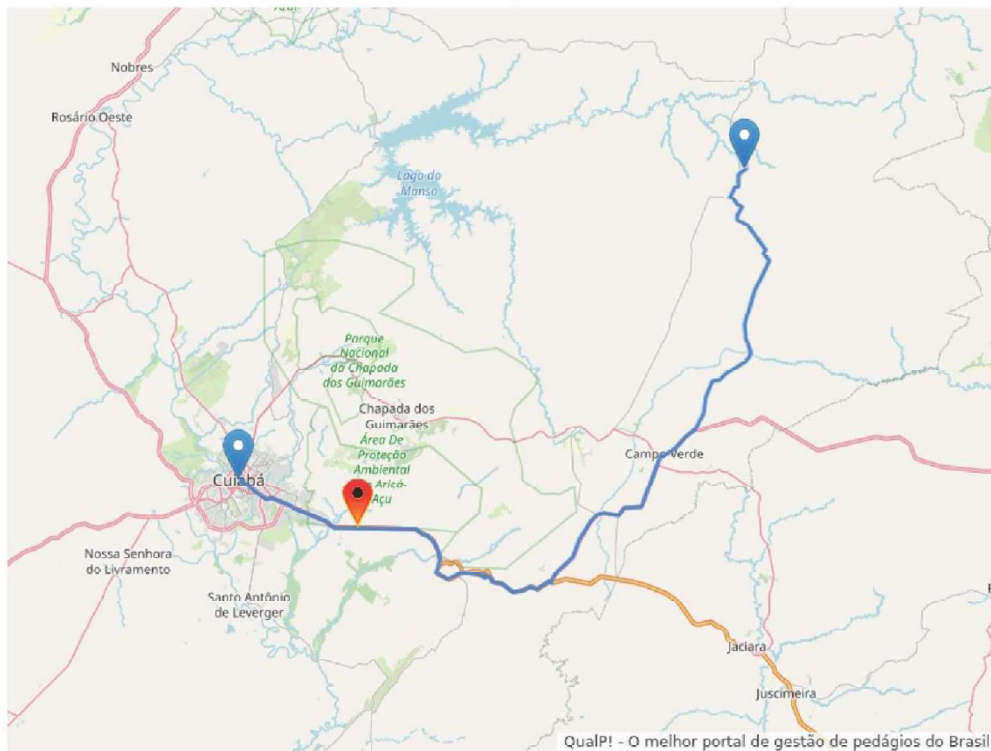 Nobres
Rosário Oeste
Lago do
Manso
Parque
Nacional
da Chapada
dos Guimarães
Chapada dos
Guimarães
Área De
Proteção
Ambiental
Aricá-
Açu
Cuiabá
Campo Verde
Nossa Senhora
do Livramento
Santo Antônio
de Leverger
Jaciara
Juscimeira
QualP! - O melhor portal de gestão de pedágios do Brasil